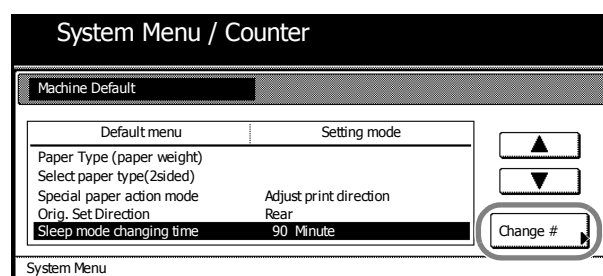 System Menu / Counter
Machine Default
Default menu Setting mode
Paper Type (paper weight)
Select paper type(2sided)
Special paper action mode Adjust print direction
Orig. Set Direction Rear
Sleep mode changing time 90 Minute
Change #
System Menu